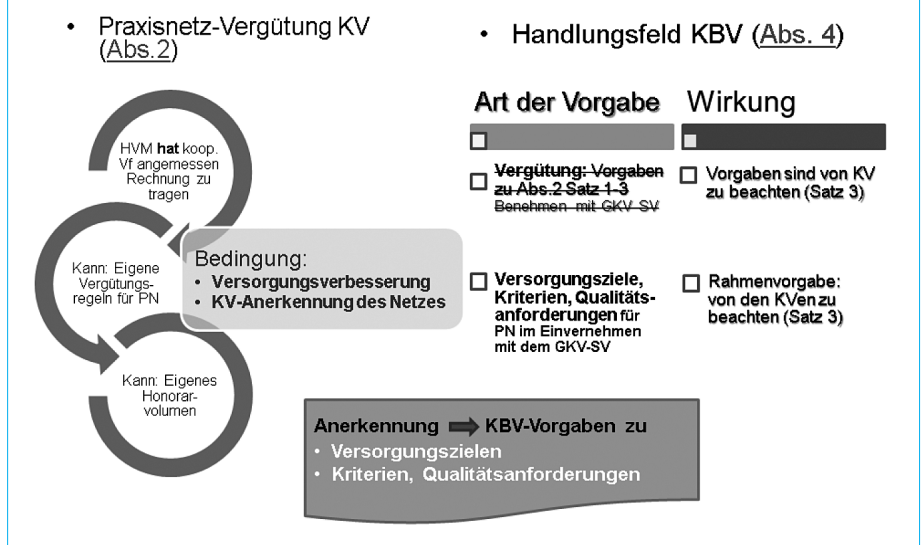 • Praxisnetz-Vergütung KV
(Abs.2)
HVM hat koop.
Vf angemessen
Rechnung zu
tragen
Kann: Eigene
Vergütungs-
regeln für PN
Kann: Eigenes
Honorar-
volumen
Bedingung:
• Versorgungsverbesserung
• KV-Anerkennung des Netzes
• Handlungsfeld KBV (Abs. 4)
Art der Vorgabe
Wirkung
Vergütung: Vorgaben
zu Abs.2 Satz 1-3
Benehmen mit GKV SV
Vorgaben sind von KV
zu beachten (Satz 3)
Versorgungsziele,
Kriterien, Qualitäts-
anforderungen für
PN im Einvernehmen
mit dem GKV-SV
Rahmenvorgabe:
von den KVen zu
beachten (Satz 3)
Anerkennung ➡ KBV-Vorgaben zu
• Versorgungszielen
• Kriterien, Qualitätsanforderungen